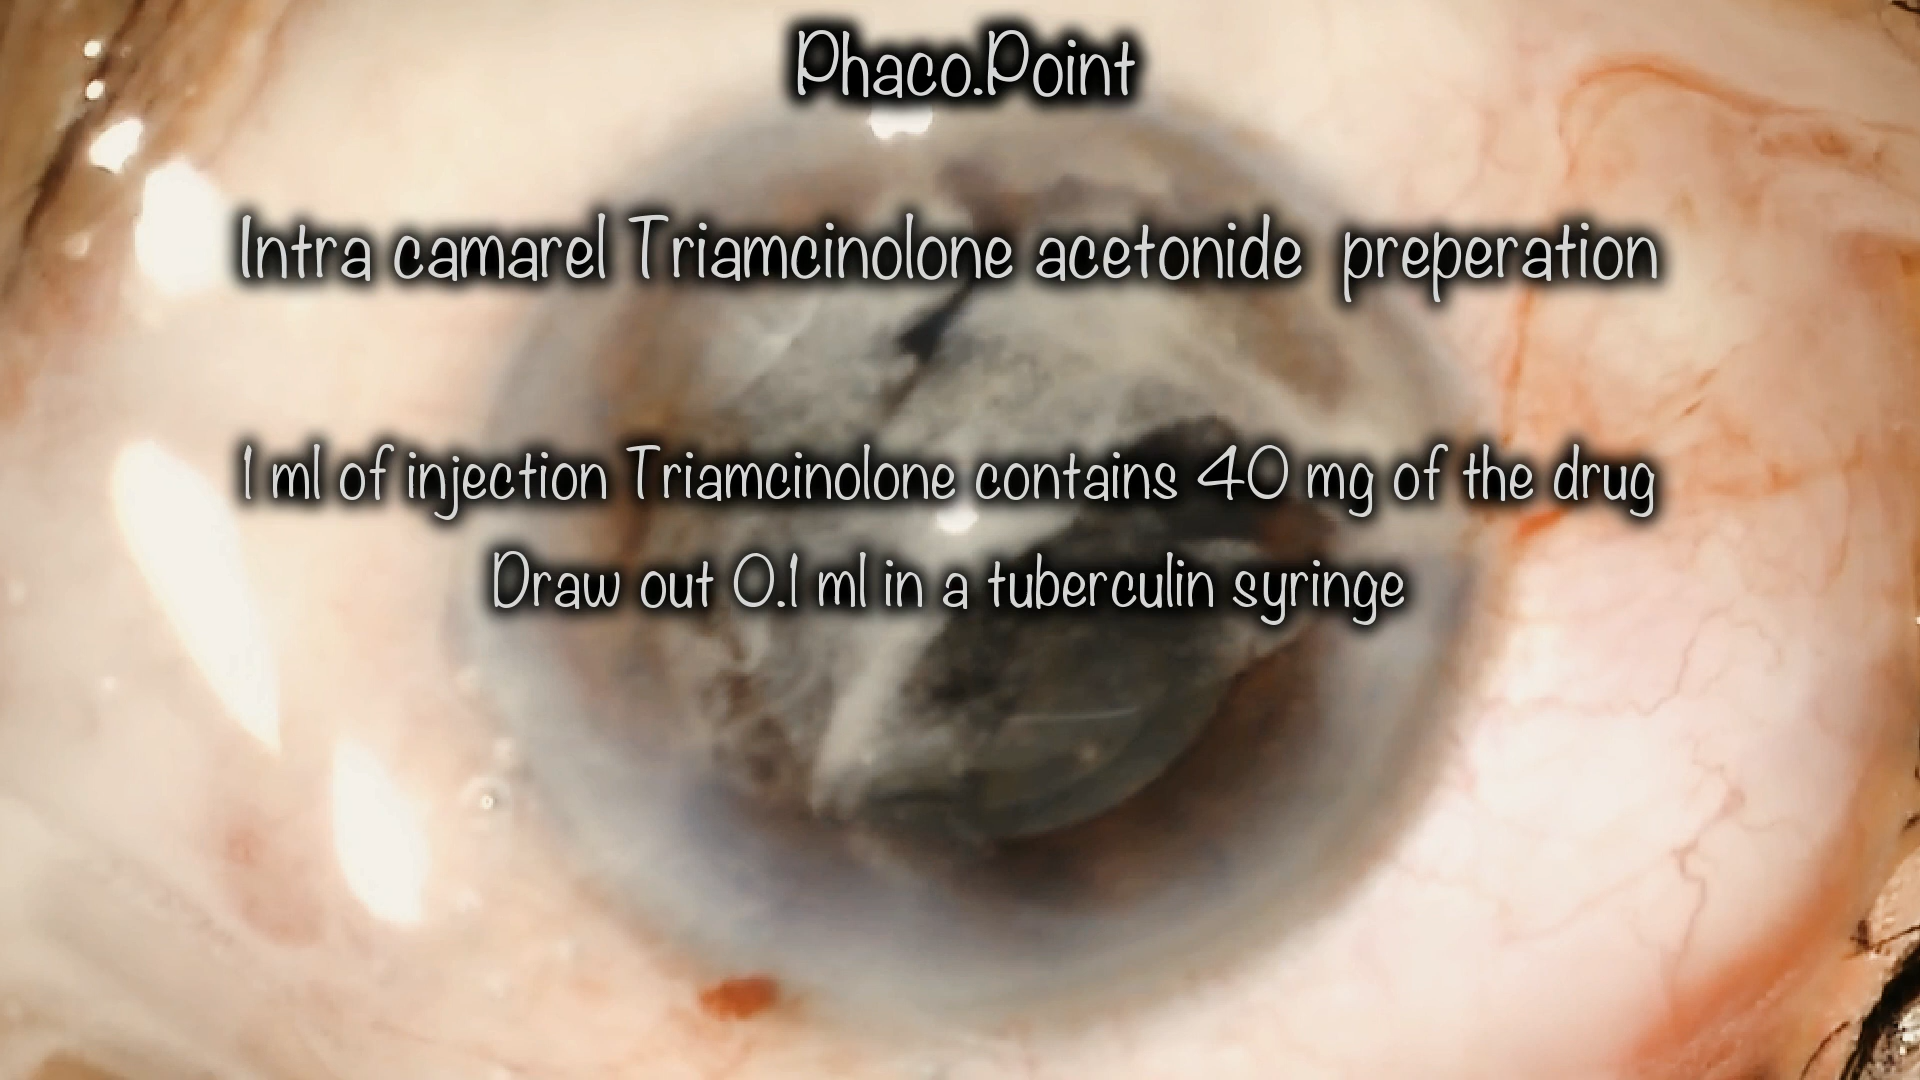 Phaco.Point
Intra camarel Triamcinolone acetonide preperation
1 ml of injection Triamcinolone contains 40 mg of the drug
Draw out 0.1 ml in a tuberculin syringe